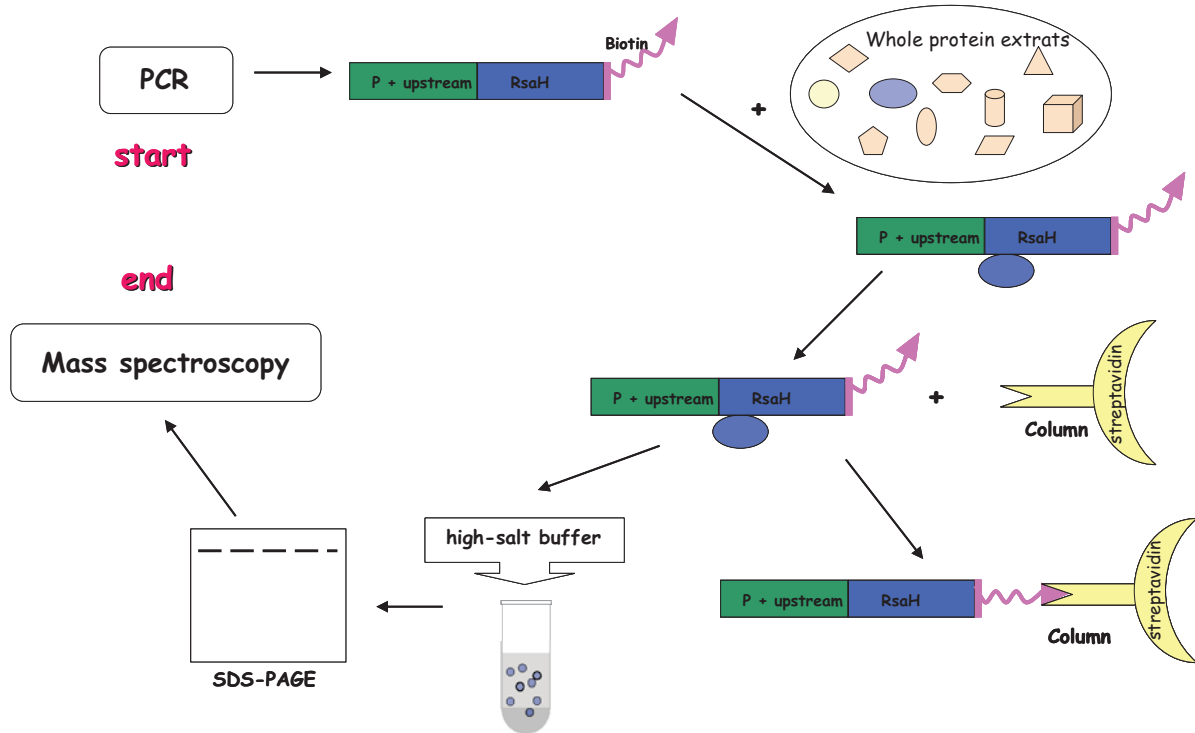 PCR
start
P + upstream RsaH
Biotin
Whole protein extrats
+
P + upstream RsaH
end
Mass spectroscopy
P + upstream RsaH
+
Column
streptavidin
high-salt buffer
SDS-PAGE
P + upstream RsaH
Column
streptavidin